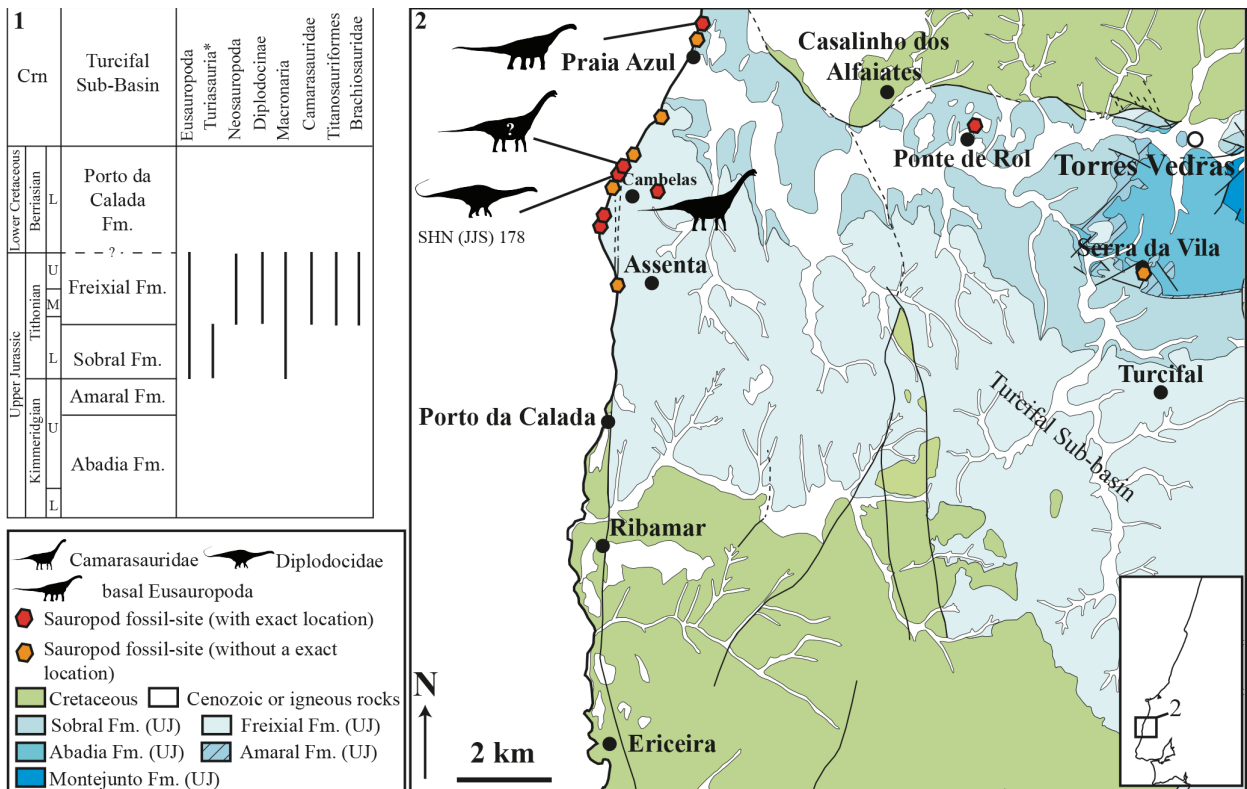 1
Crn
Turcifal
Sub-Basin
Eusauropoda
Turiasauria*
Neosauropoda
Diplodocinae
Macronaria
Camarasauridae
Titanosauriformes
Brachiosauridae
Lower Cretaceous
Berriasian
L
Porto da
Calada
Fm.
?
Upper Jurassic
Tithonian
U
M
L
Freixial Fm.
Sobral Fm.
Kimmeridgian
U
L
Amaral Fm.
Abadia Fm.
Camarasauridae
Diplodocidae
basal Eusauropoda
Sauropod fossil-site (with exact location)
Sauropod fossil-site (without a exact
location)
Cretaceous
Cenozoic or igneous rocks
Sobral Fm. (UJ)
Freixial Fm. (UJ)
Abadia Fm. (UJ)
Amaral Fm. (UJ)
Montejunto Fm. (UJ)
2
Praia Azul
Casalinho dos
Alfaiates
?
Ponte de Rol
Torres Vedras
Cambelas
SHN (JJS) 178
Serra da Vila
Assenta
Turcifal
Porto da Calada
Turcifal Sub-basin
Ribamar
N
2 km
Ericeira
2